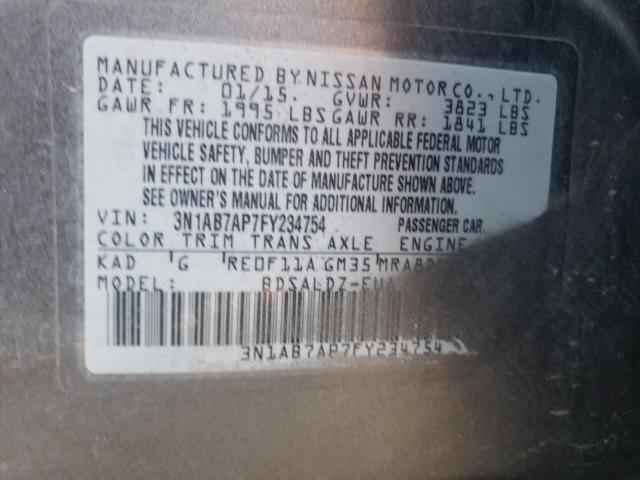 MANUFACTURED BY NISSAN MOTOR CO., LTD.
DATE: 01/15. GVWR: 3823 LBS
GAWR FR: 1995 LBS GAWR RR: 1841 LBS
THIS VEHICLE CONFORMS TO ALL APPLICABLE FEDERAL MOTOR
VEHICLE SAFETY, BUMPER AND THEFT PREVENTION STANDARDS
IN EFFECT ON THE DATE OF MANUFACTURE SHOWN ABOVE.
SEE OWNER'S MANUAL FOR ADDITIONAL INFORMATION.
VIN: 3N1AB7AP7FY234754 PASSENGER CAR.
COLOR TRIM TRANS AXLE ENGINE
KAD G RE0F11A GM35
MODEL:
3N1AB7AP7FY234754